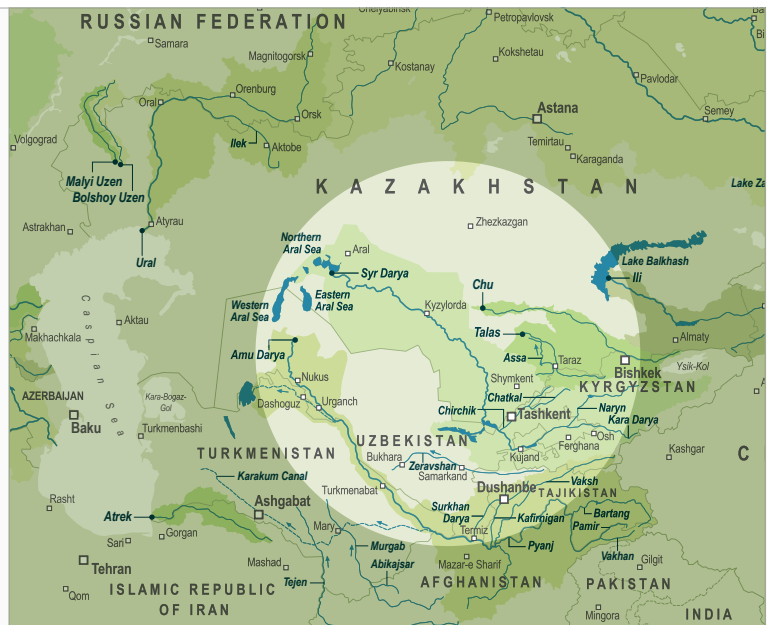 Chelyabinsk
RUSSIAN FEDERATION
Petropavlovsk
Samara
Magnitogorsk
Kokshetau
Kostanay
Pavlodar
Oral
Orenburg
Orsk
Astana
Semey
Volgograd
Ilek
Aktobe
Temirtau
Karaganda
Malyi Uzen
Bolshoy Uzen
KAZAKHSTAN
Lake Za
Astrakhan
Atyrau
Zhezkazgan
Ural
Northern
Aral Sea
Aral
Syr Darya
Lake Balkhash
Ili
Chu
Western
Aral Sea
Eastern
Aral Sea
Kyzylorda
Caspian Sea
Aktau
Makhachkala
Talas
Almaty
Amu Darya
Assa
Taraz
Bishkek
Ysik-Kol
Nukus
Shymkent
KYRGYZSTAN
AZERBAIJAN
Kara-Bogaz-
Gol
Dashoguz
Urganch
Chatkal
Chirchik
Tashkent
Naryn
Kara Darya
Baku
Turkmenbashi
UZBEKISTAN
Osh
Ferghana
TURKMENISTAN
Bukhara
Zeravshan
Samarkand
Kujand
Kashgar
C
Karakum Canal
Turkmenabat
Dushanbe
Vaksh
TAJIKISTAN
Rasht
Ashgabat
Atrek
Surkhan
Darya
Kafirnigan
Bartang
Pamir
Sari
Gorgan
Mary
Termiz
Murgab
Pyanj
Tehran
Mashad
Abikajsar
Mazar-e Sharif
Vakhan
Gilgit
Qom
ISLAMIC REPUBLIC
OF IRAN
Tejen
AFGHANISTAN
PAKISTAN
Mingora
INDIA